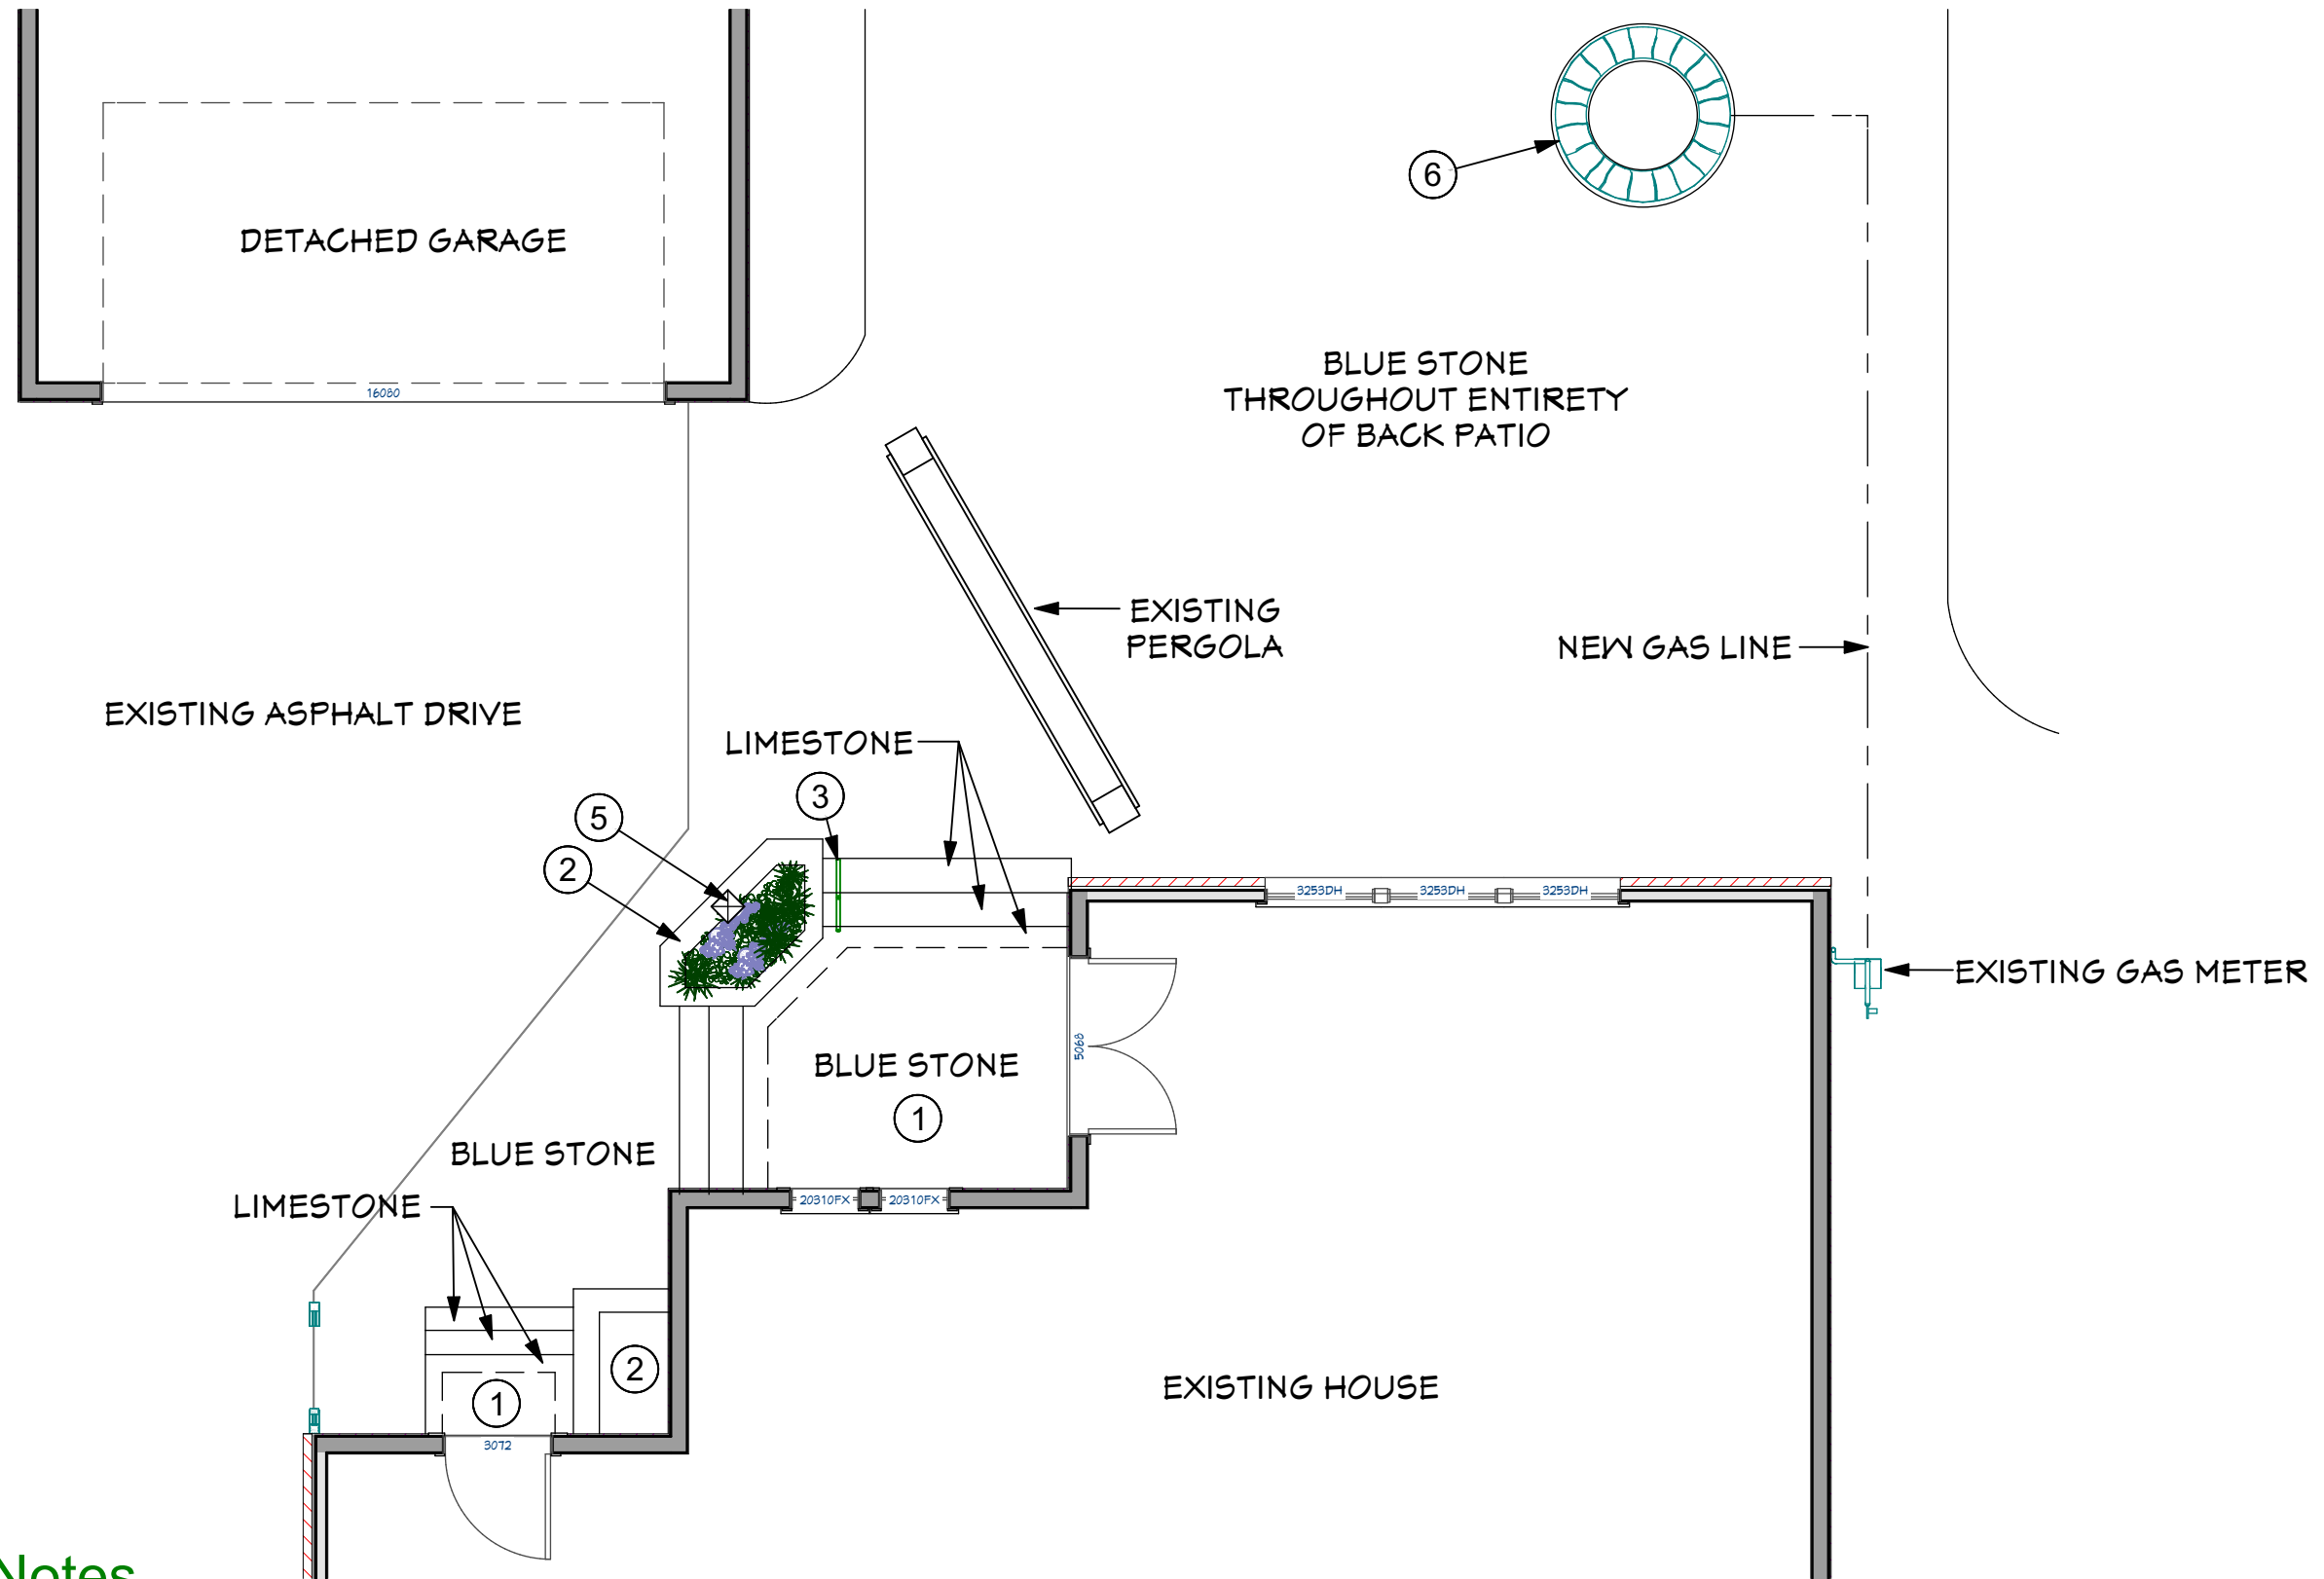 6
DETACHED GARAGE
16080
BLUE STONE
THROUGHOUT ENTIRETY
OF BACK PATIO
EXISTING
PERGOLA
NEW GAS LINE
EXISTING ASPHALT DRIVE
LIMESTONE
3
5
2
3253DH
3253DH
3253DH
EXISTING GAS METER
5068
BLUE STONE
1
BLUE STONE
20310FX
20310FX
LIMESTONE
2
1
EXISTING HOUSE
3072
Notes